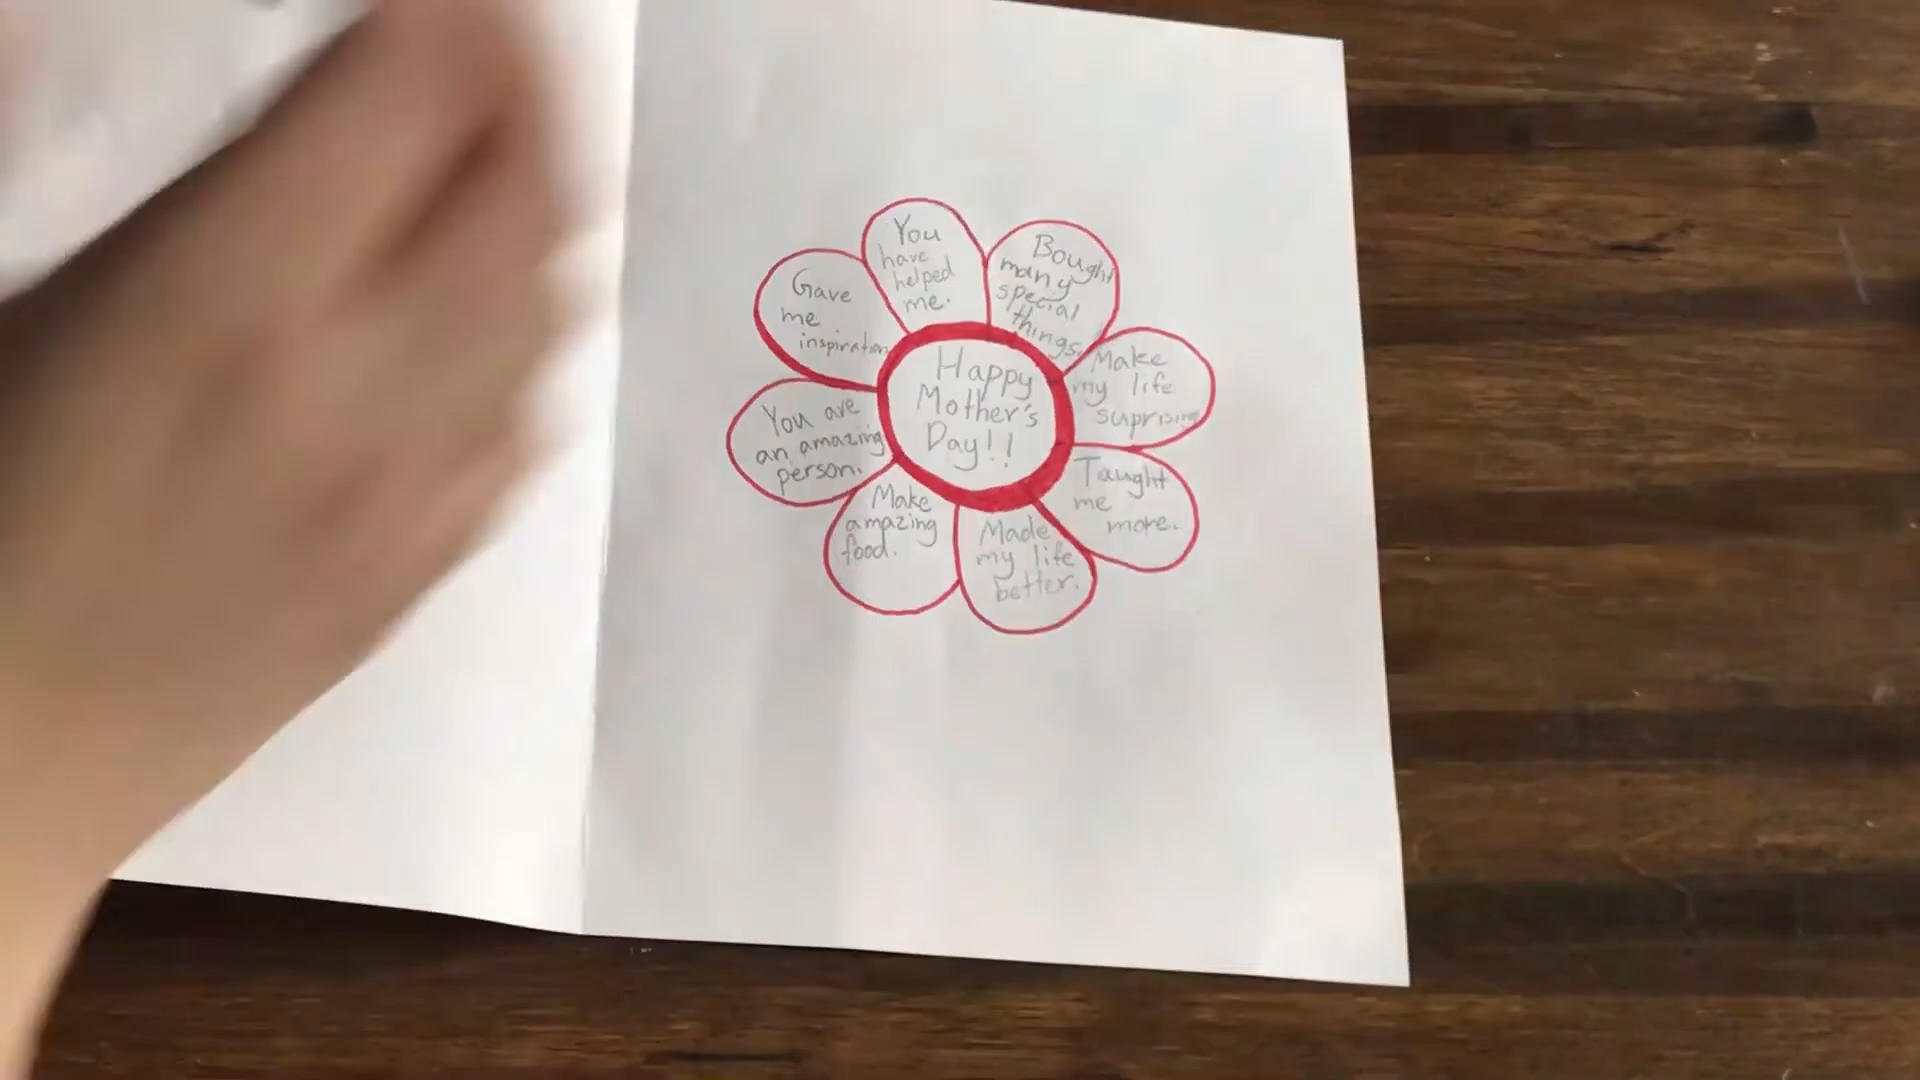 Happy
Mother's
Day!!
You
have
helped
me.
Bought
many
special
things.
Make
my life
suprising
Taught
me
more.
Made
my life
better.
Make
amazing
food.
You are
an amazing
person.
Gave
me
inspiration